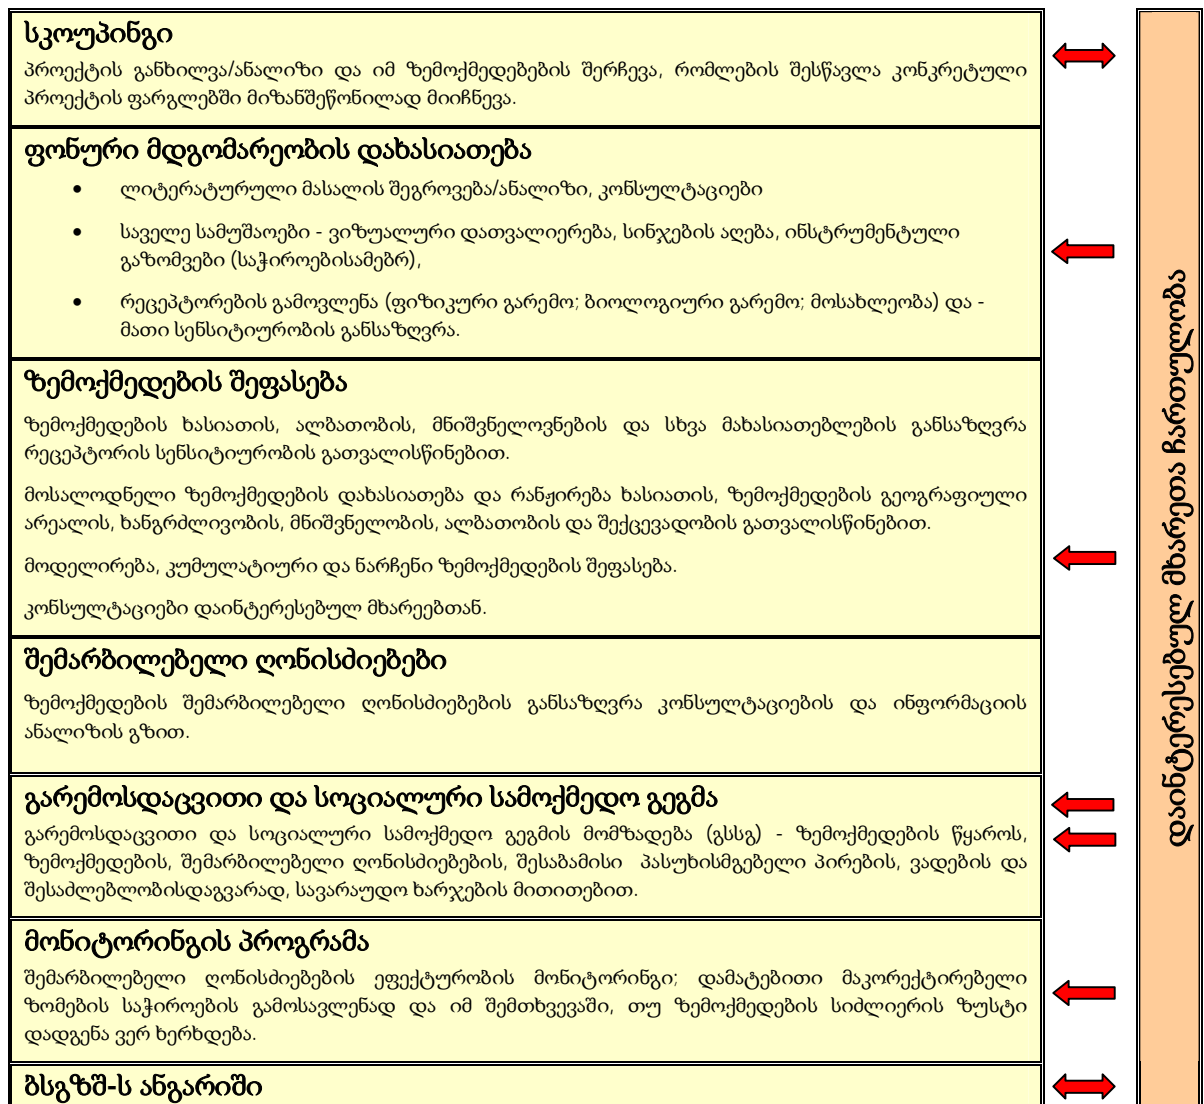 სკოუპინგი
პროექტის განხილვა/ანალიზი და იმ ზემოქმედებების შერჩევა, რომლების შესწავლა კონკრეტული
პროექტის ფარგლებში მიზანშეწონილად მიიჩნევა.
ფონური მდგომარეობის დახასიათება
• ლიტერატურული მასალის შეგროვება/ანალიზი, კონსულტაციები
• საველე სამუშაოები - ვიზუალური დათვალიერება, სინჯების აღება, ინსტრუმენტული
გაზომვები (საჭიროებისამებრ),
• რეცეპტორების გამოვლენა (ფიზიკური გარემო; ბიოლოგიური გარემო; მოსახლეობა) და -
მათი სენსიტიურობის განსაზღვრა.
ზემოქმედების შეფასება
ზემოქმედების ხასიათის, ალბათობის, მნიშვნელოვნების და სხვა მახასიათებლების განსაზღვრა
რეცეპტორის სენსიტიურობის გათვალისწინებით.
მოსალოდნელი ზემოქმედების დახასიათება და რანჟირება ხასიათის, ზემოქმედების გეოგრაფიული
არეალის, ხანგრძლივობის, მნიშვნელობის, ალბათობის და შექცევადობის გათვალისწინებით.
მოდელირება, კუმულატიური და ნარჩენი ზემოქმედების შეფასება.
კონსულტაციები დაინტერესებულ მხარეებთან.
შემარბილებელი ღონისძიებები
ზემოქმედების შემარბილებელი ღონისძიებების განსაზღვრა კონსულტაციების და ინფორმაციის
ანალიზის გზით.
გარემოსდაცვითი და სოციალური სამოქმედო გეგმა
გარემოსდაცვითი და სოციალური სამოქმედო გეგმის მომზადება (გსსგ) - ზემოქმედების წყაროს,
ზემოქმედების, შემარბილებელი ღონისძიებების, შესაბამისი პასუხისმგებელი პირების, ვადების და
შესაძლებლობისდაგვარად, სავარაუდო ხარჯების მითითებით.
მონიტორინგის პროგრამა
შემარბილებელი ღონისძიებების ეფექტურობის მონიტორინგი; დამატებითი მაკორექტირებელი
ზომების საჭიროების გამოსავლენად და იმ შემთხვევაში, თუ ზემოქმედების სიძლიერის ზუსტი
დადგენა ვერ ხერხდება.
ბსგზშ-ს ანგარიში
დაინტერესებულ მხარეთა ჩართულობა